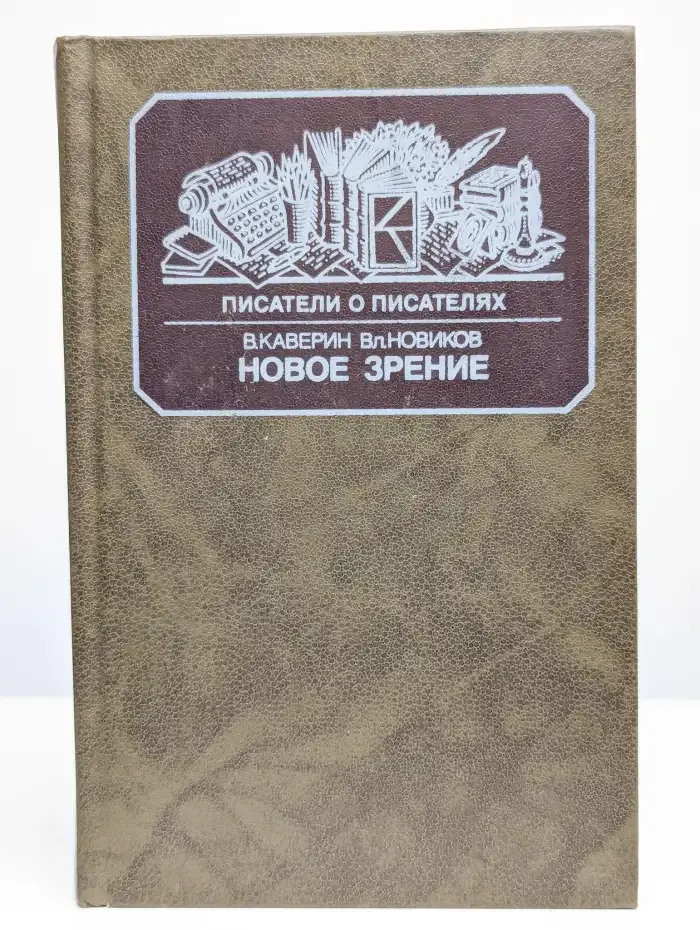 ПИСАТЕЛИ О ПИСАТЕЛЯХ
В.КАВЕРИН Вл.НОВИКОВ
НОВОЕ ЗРЕНИЕ